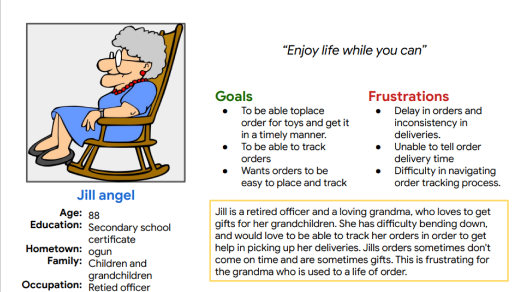 “Enjoy life while you can”
Goals
● To be able toplace
order for toys and get it
in a timely manner.
● To be able to track
orders
● Wants orders to be
easy to place and track
Frustrations
● Delay in orders and
inconsistency in
deliveries.
● Unable to tell order
delivery time
● Difficulty in navigating
order tracking process.
Jill angel
Age: 88
Education: Secondary school
certificate
Hometown: ogun
Family: Children and
grandchildren
Occupation: Retied officer
Jill is a retired officer and a loving grandma, who loves to get
gifts for her grandchildren. She has difficulty bending down,
and would love to be able to track her orders in order to get
help in picking up her deliveries. Jills orders sometimes don't
come on time and are sometimes gifts. This is frustrating for
the grandma who is used to a life of order.